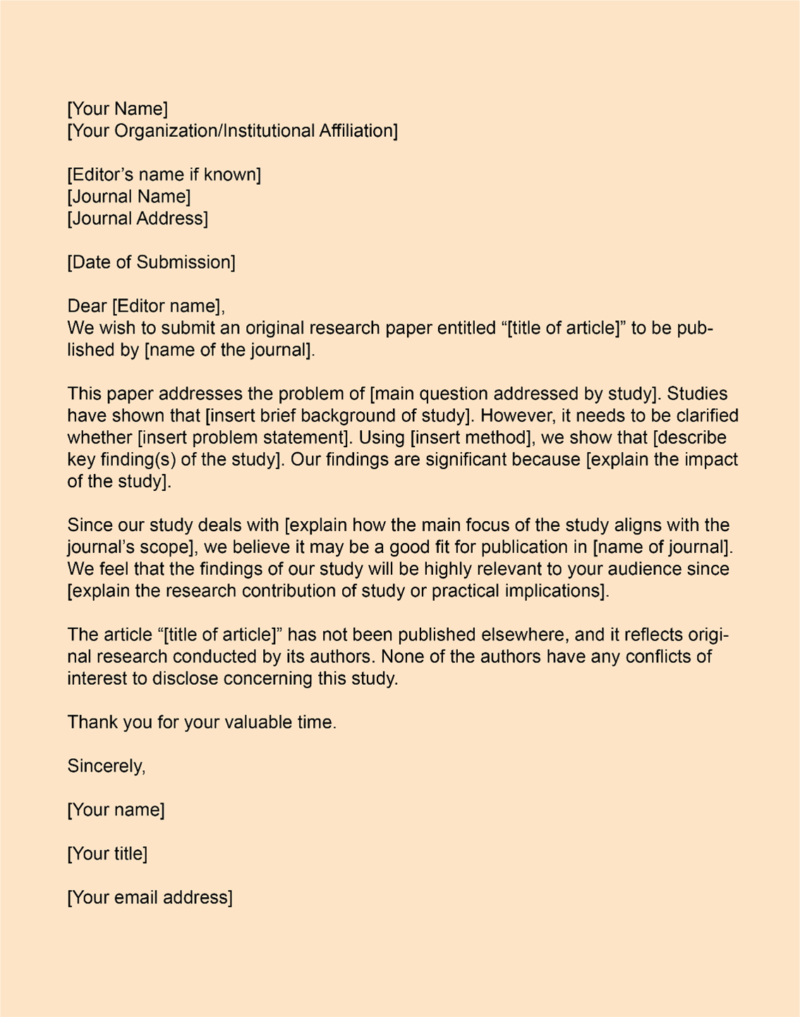 [Your Name]
[Your Organization/Institutional Affiliation]
[Editor’s name if known]
[Journal Name]
[Journal Address]
[Date of Submission]
Dear [Editor name],
We wish to submit an original research paper entitled “[title of article]” to be pub-
lished by [name of the journal].
This paper addresses the problem of [main question addressed by study]. Studies
have shown that [insert brief background of study]. However, it needs to be clarified
whether [insert problem statement]. Using [insert method], we show that [describe
key finding(s) of the study]. Our findings are significant because [explain the impact
of the study].
Since our study deals with [explain how the main focus of the study aligns with the
journal’s scope], we believe it may be a good fit for publication in [name of journal].
We feel that the findings of our study will be highly relevant to your audience since
[explain the research contribution of study or practical implications].
The article “[title of article]” has not been published elsewhere, and it reflects origi-
nal research conducted by its authors. None of the authors have any conflicts of
interest to disclose concerning this study.
Thank you for your valuable time.
Sincerely,
[Your name]
[Your title]
[Your email address]